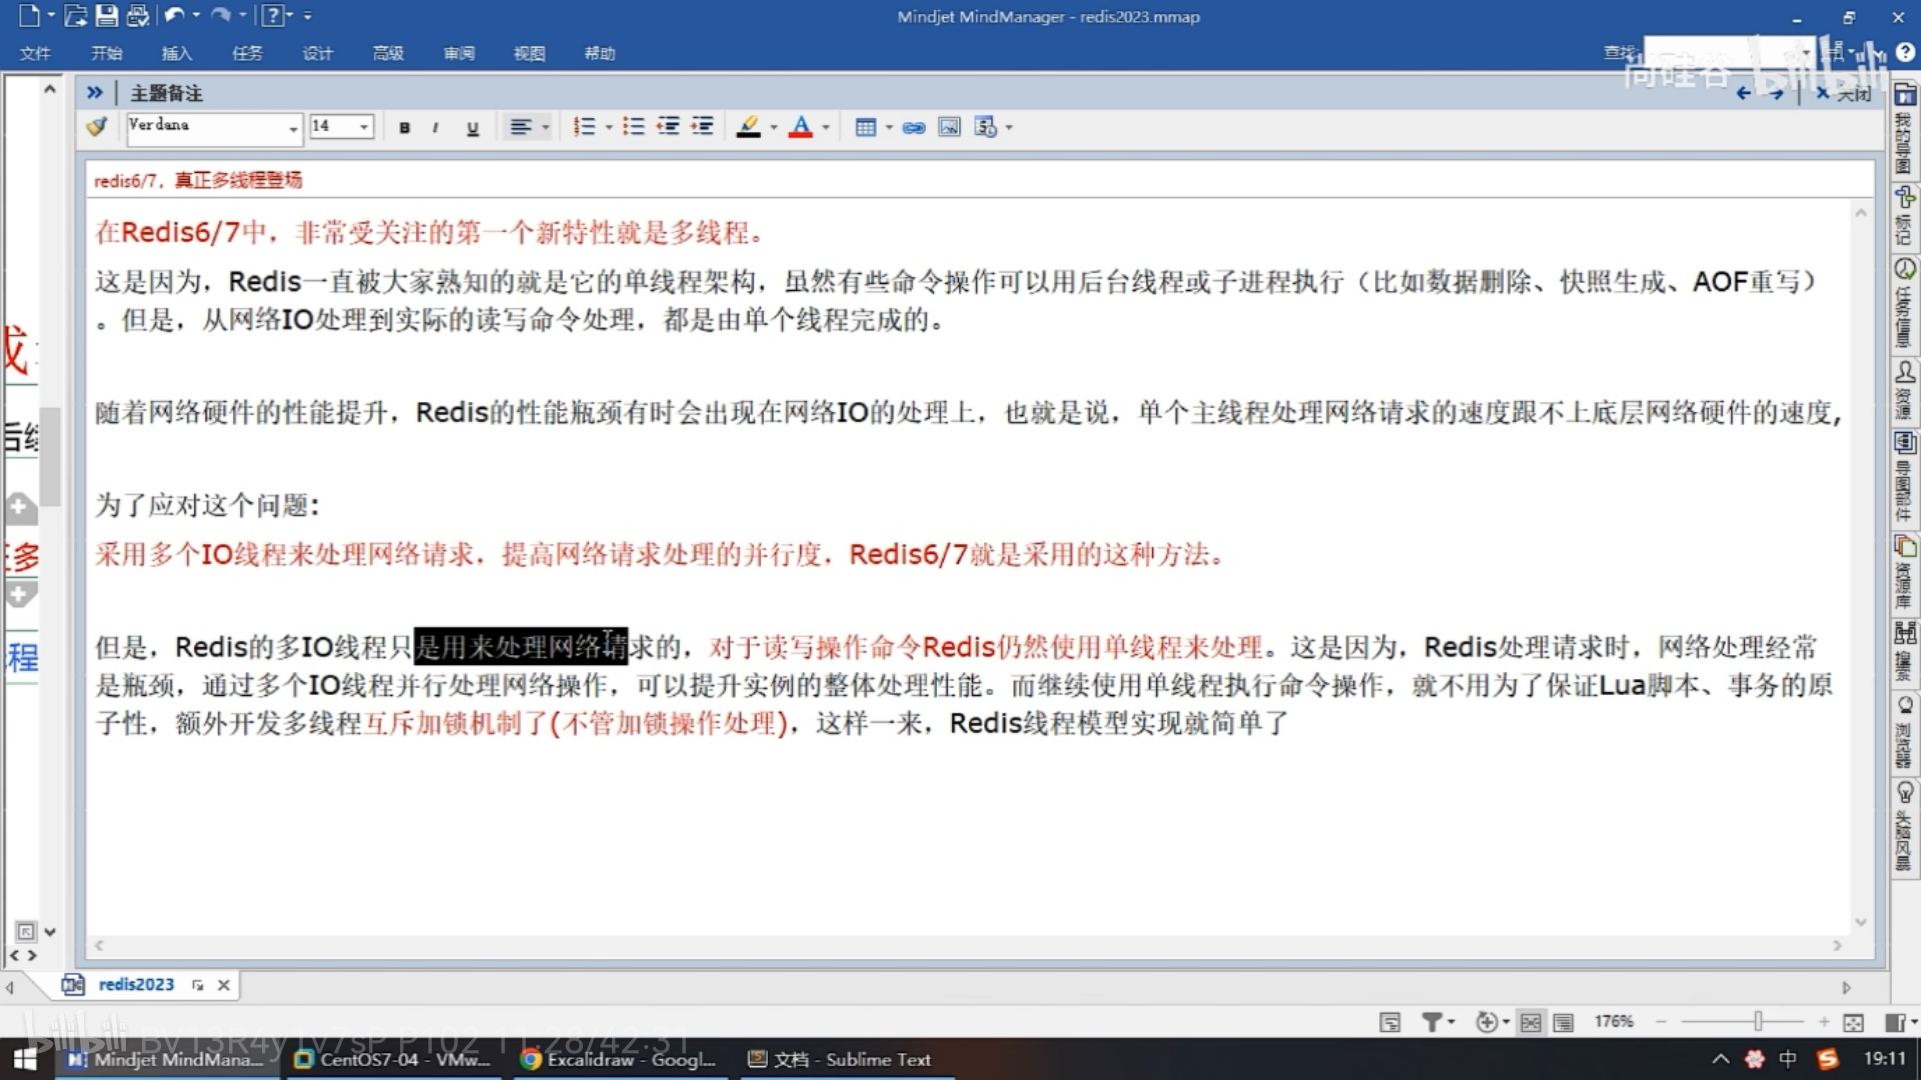 Mindjet MindManager - redis2023.mmap
文件 开始 插入 任务 设计 高级 审阅 视图 帮助
查找:
尚硅谷 bilibili
主题备注
关闭
Verdana 14 B I U
redis6/7，真正多线程登场
在Redis6/7中，非常受关注的第一个新特性就是多线程。
这是因为，Redis一直被大家熟知的就是它的单线程架构，虽然有些命令操作可以用后台线程或子进程执行（比如数据删除、快照生成、AOF重写）
。但是，从网络IO处理到实际的读写命令处理，都是由单个线程完成的。
随着网络硬件的性能提升，Redis的性能瓶颈有时会出现在网络IO的处理上，也就是说，单个主线程处理网络请求的速度跟不上底层网络硬件的速度,
为了应对这个问题:
采用多个IO线程来处理网络请求，提高网络请求处理的并行度，Redis6/7就是采用的这种方法。
但是，Redis的多IO线程只是用来处理网络请求的，对于读写操作命令Redis仍然使用单线程来处理。这是因为，Redis处理请求时，网络处理经常
是瓶颈，通过多个IO线程并行处理网络操作，可以提升实例的整体处理性能。而继续使用单线程执行命令操作，就不用为了保证Lua脚本、事务的原
子性，额外开发多线程互斥加锁机制了(不管加锁操作处理)，这样一来，Redis线程模型实现就简单了
后续
正多
程
我的导图
标记
任务信息
资源
导图部件
资源库
搜索
浏览器
头脑风暴
redis2023
176%
bilibili BV13R4y1v7sP P102 11:28/42:31
Mindjet MindMana... CentOS7-04 - VMw... Excalidraw - Googl... 文档 - Sublime Text
中 19:11